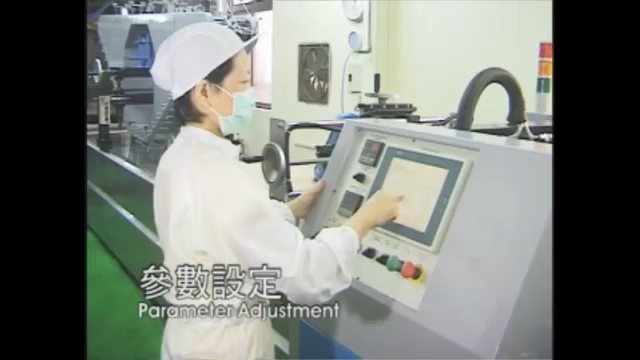 參數設定
Parameter Adjustment